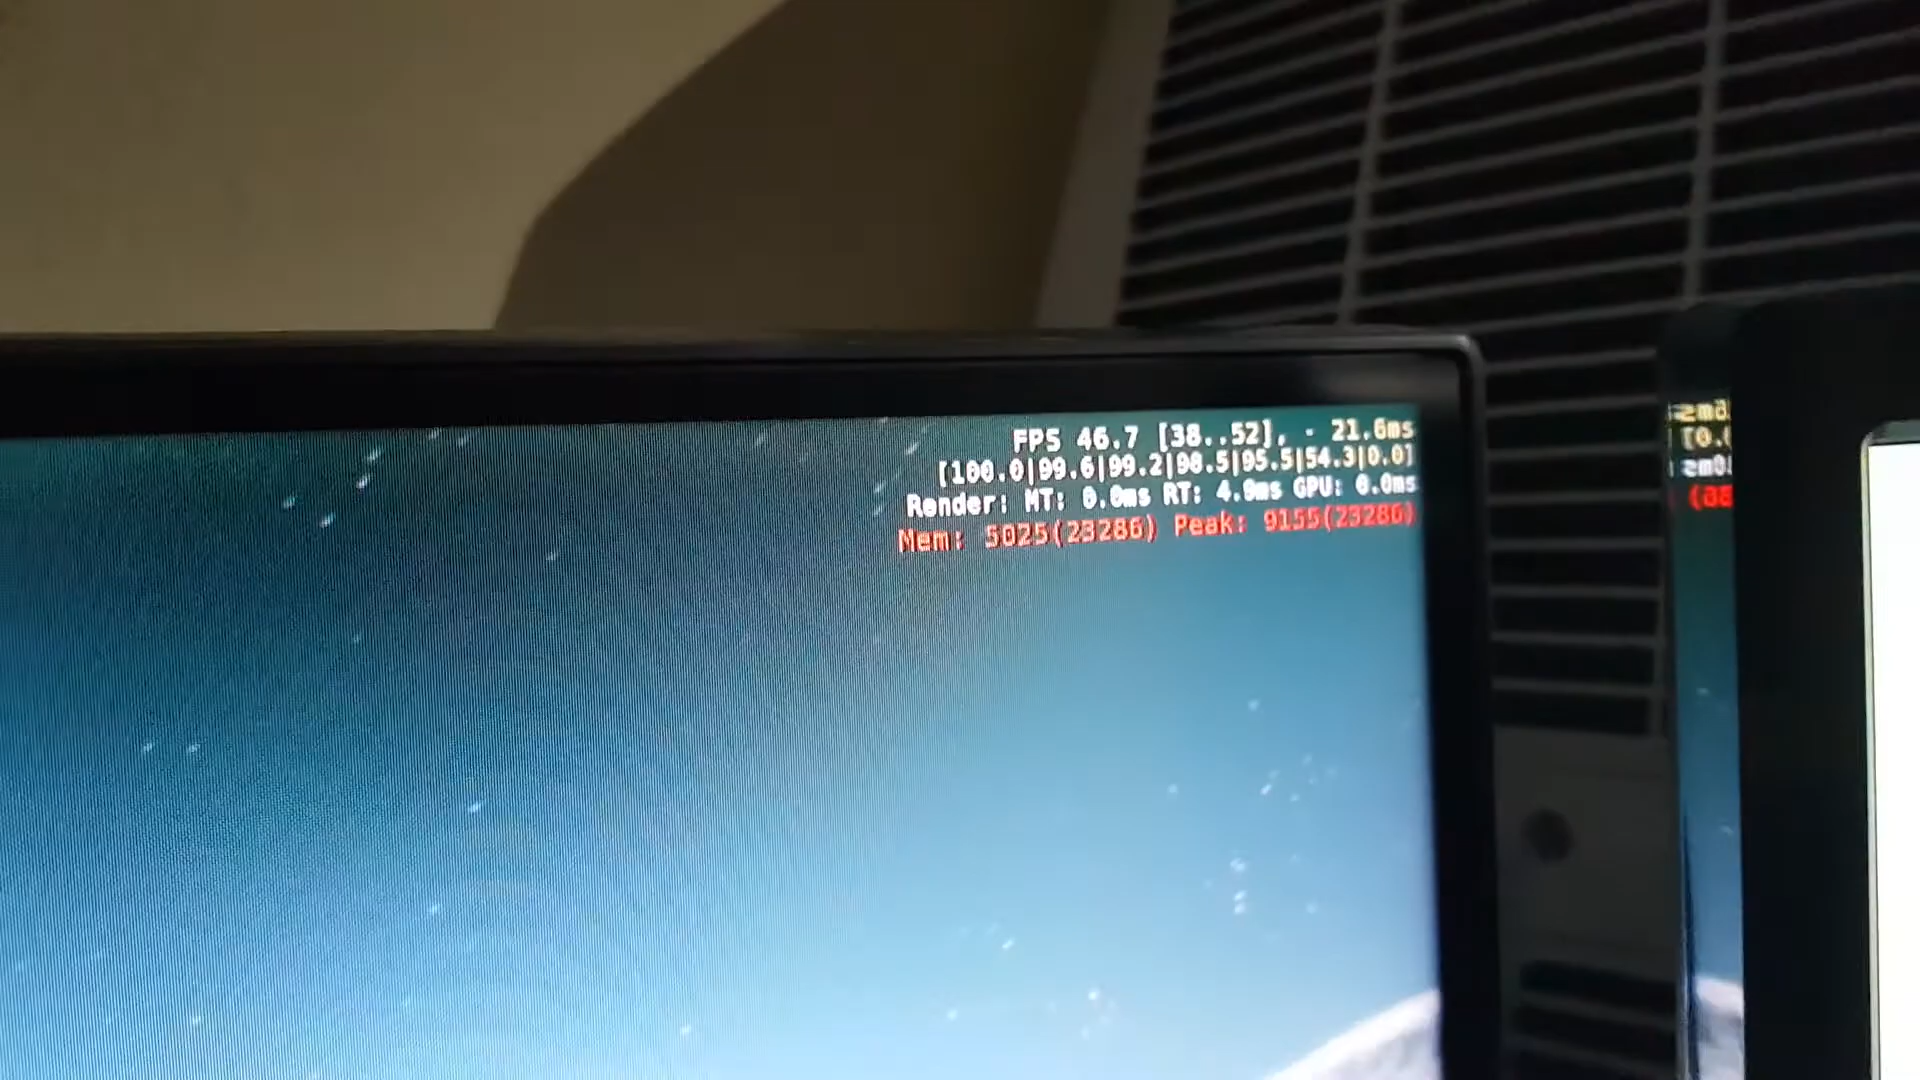 FPS 46.7 [38..52], - 21.6ms
[100.0|99.6|99.2|98.5|95.5|54.3|0.0]
Render: MT: 0.0ms RT: 4.9ms GPU: 0.0ms
Mem: 5025(23286) Peak: 9155(23286)